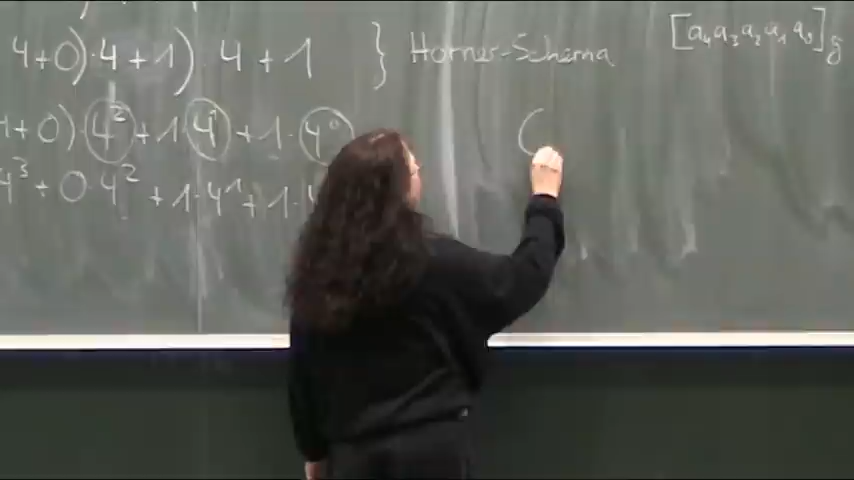 4+0)·4+1) 4+1 } Horner-Schema [a₄a₃a₂a₁a₀]g
4+0)·4²+1·4¹+1·4⁰
4³+0·4²+1·4¹+1·4
(